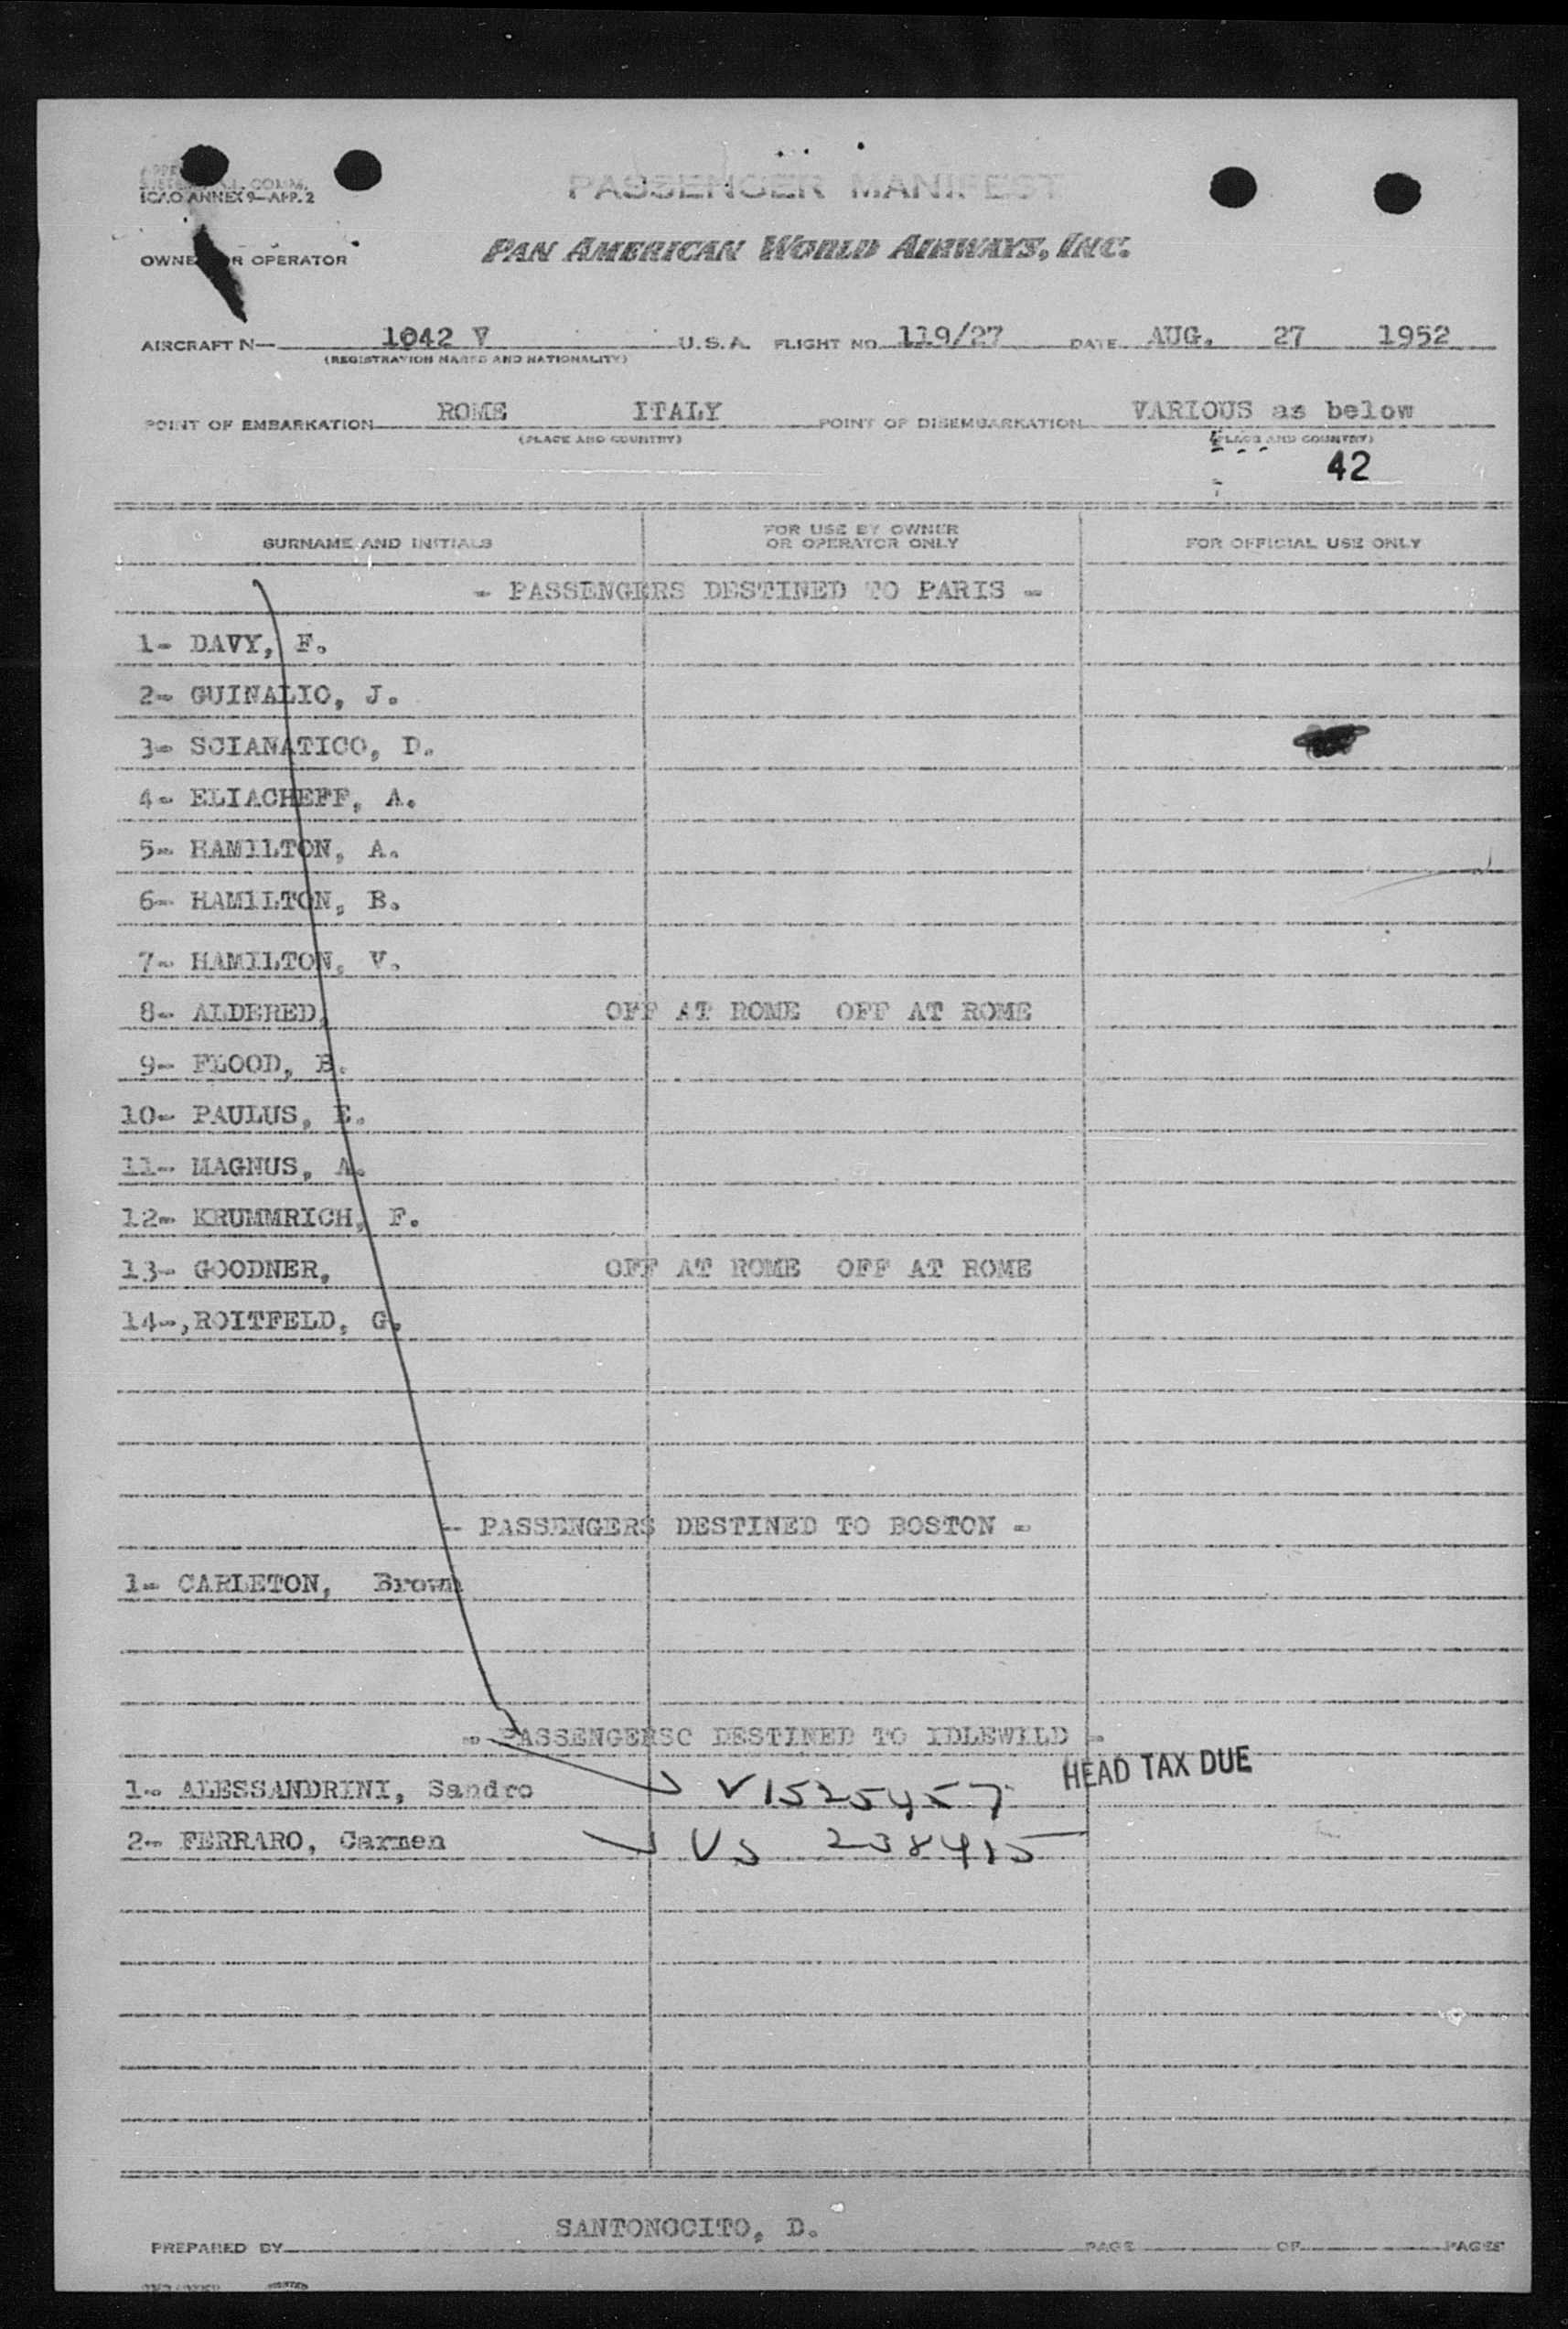 PASSENGER MANIFEST
ICAO ANNEX 9—APP. 2
OWNER OR OPERATOR PAN AMERICAN WORLD AIRWAYS, INC.
AIRCRAFT N— 1042 V U.S.A. FLIGHT NO. 119/27 DATE AUG. 27 1952
(REGISTRATION MARKS AND NATIONALITY)
POINT OF EMBARKATION ROME ITALY POINT OF DISEMBARKATION VARIOUS as below
(PLACE AND COUNTRY) (PLACE AND COUNTRY)
42
SURNAME AND INITIALS FOR USE BY OWNER OR OPERATOR ONLY FOR OFFICIAL USE ONLY
- PASSENGERS DESTINED TO PARIS -
1- DAVY, F.
2- GUINALIO, J.
3- SCIANATICO, D.
4- ELIACHEFF, A.
5- HAMILTON, A.
6- HAMILTON, B.
7- HAMILTON, V.
8- ALDERED, OFF AT ROME OFF AT ROME
9- FLOOD, B.
10- PAULUS, E.
11- MAGNUS, A.
12- KRUMMRICH, F.
13- GOODNER, OFF AT ROME OFF AT ROME
14-,ROITFELD, G.
- PASSENGERS DESTINED TO BOSTON -
1- CARLETON, Brown
- PASSENGERSC DESTINED TO IDLEWILD -
HEAD TAX DUE
1- ALESSANDRINI, Sandro V1525457
2- FERRARO, Carmen 238415
SANTONOCITO, D.
PREPARED BY PAGE OF PAGES